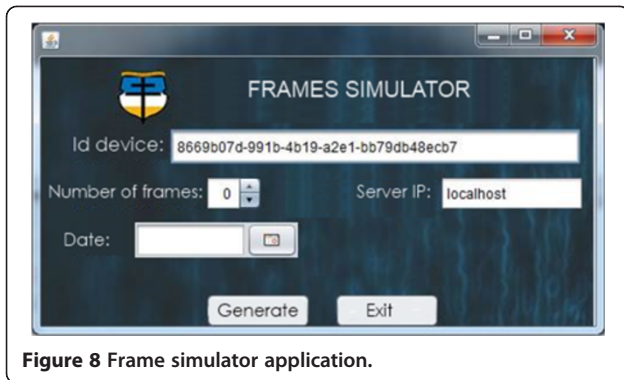 FRAMES SIMULATOR
Id device: 8669b07d-991b-4b19-a2e1-bb79db48ecb7
Number of frames: 0 Server IP: localhost
Date:
Generate Exit
Figure 8 Frame simulator application.